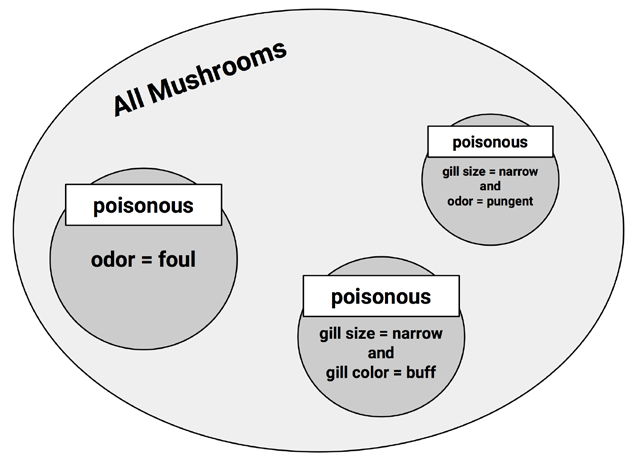 All Mushrooms
poisonous
gill size = narrow
and
odor = pungent
poisonous
odor = foul
poisonous
gill size = narrow
and
gill color = buff